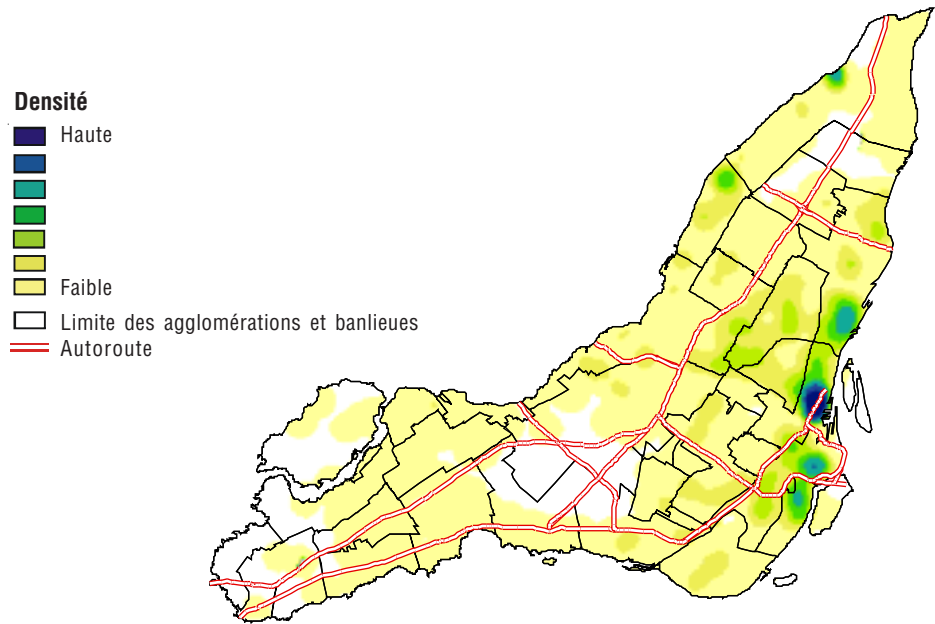 Densité
Haute
Faible
Limite des agglomérations et banlieues
Autoroute